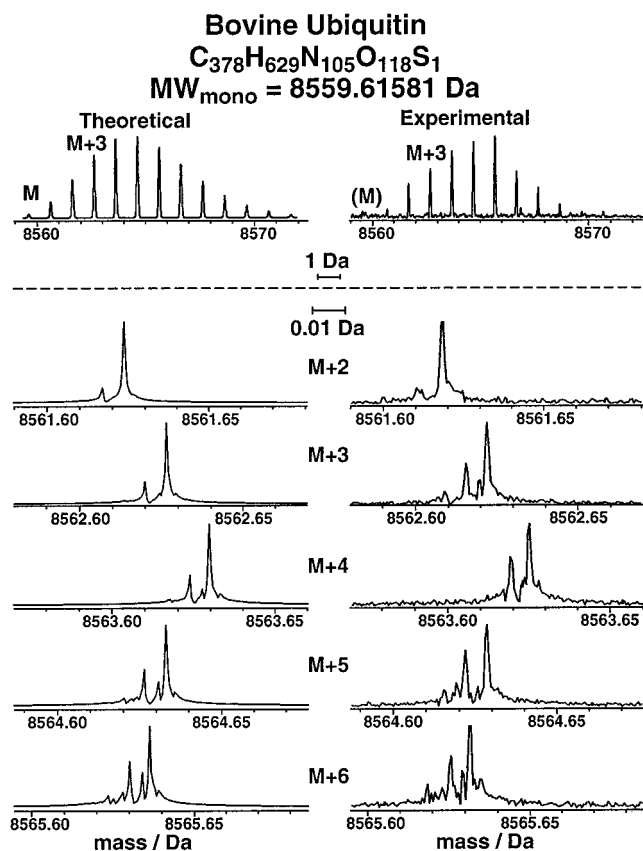 Bovine Ubiquitin
C378H629N105O118S1
MWmono = 8559.61581 Da
Theoretical
Experimental
M
M+3
(M)
M+3
8560 8570
8560 8570
1 Da
0.01 Da
M+2
8561.60 8561.65
8561.60 8561.65
M+3
8562.60 8562.65
8562.60 8562.65
M+4
8563.60 8563.65
8563.60 8563.65
M+5
8564.60 8564.65
8564.60 8564.65
M+6
8565.60 8565.65
8565.60 8565.65
mass / Da
mass / Da